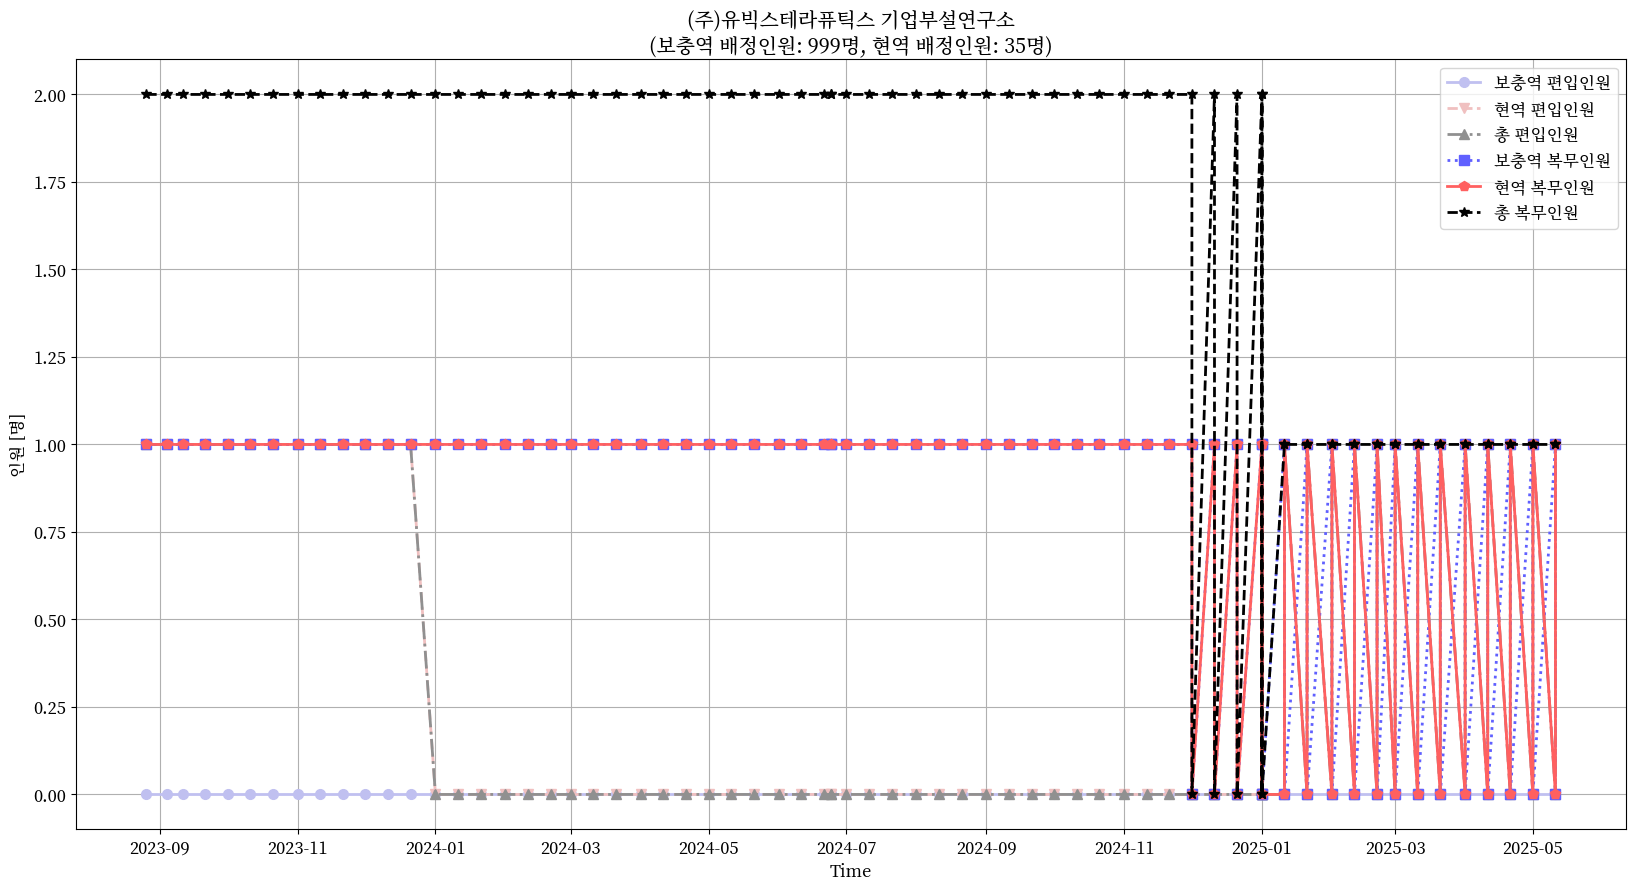 (주)유빅스테라퓨틱스 기업부설연구소
(보충역 배정인원: 999명, 현역 배정인원: 35명)
보충역 편입인원
현역 편입인원
총 편입인원
보충역 복무인원
현역 복무인원
총 복무인원
2.00
1.75
1.50
1.25
1.00
0.75
0.50
0.25
0.00
인원 [명]
2023-09 2023-11 2024-01 2024-03 2024-05 2024-07 2024-09 2024-11 2025-01 2025-03 2025-05
Time